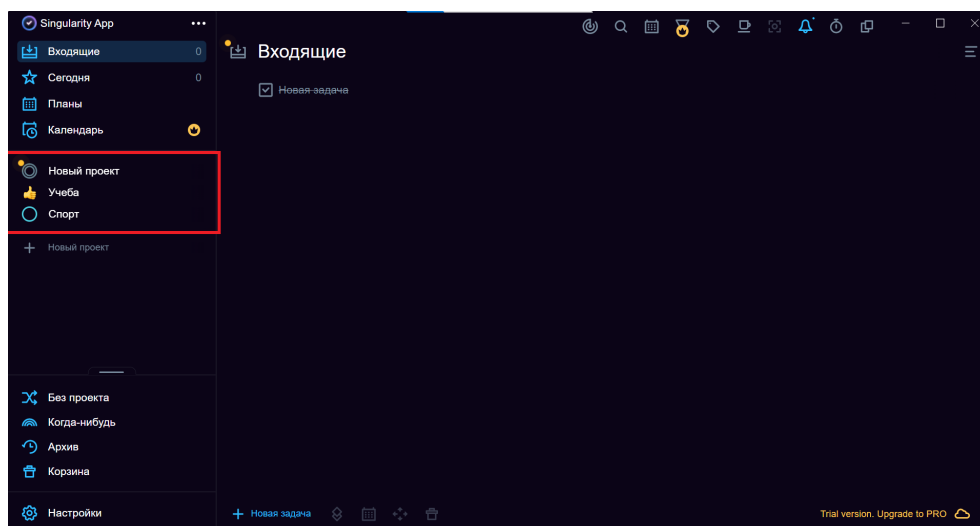 Singularity App
Входящие 0
Сегодня 0
Планы
Календарь
Новый проект
Учеба
Спорт
Новый проект
Без проекта
Когда-нибудь
Архив
Корзина
Настройки
Входящие
Новая задача
Новая задача
Trial version. Upgrade to PRO